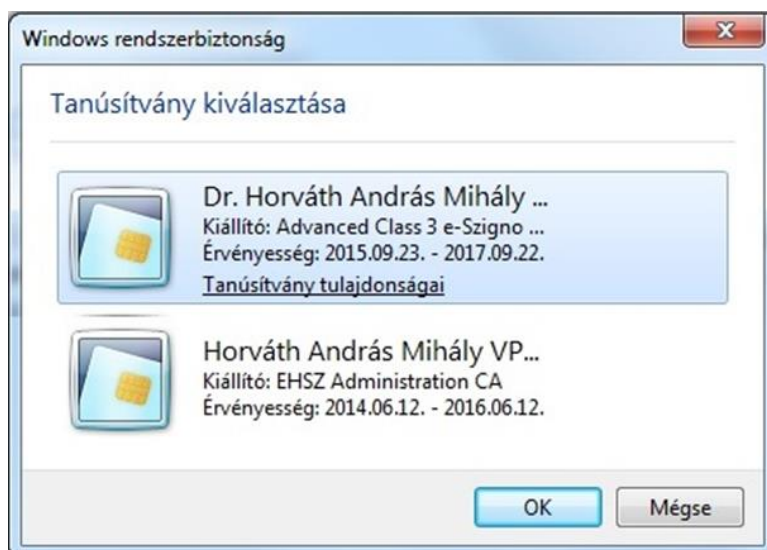 Windows rendszerbiztonság
Tanúsítvány kiválasztása
Dr. Horváth András Mihály ...
Kiállító: Advanced Class 3 e-Szigno ...
Érvényesség: 2015.09.23. - 2017.09.22.
Tanúsítvány tulajdonságai
Horváth András Mihály VP...
Kiállító: EHSZ Administration CA
Érvényesség: 2014.06.12. - 2016.06.12.
OK
Mégse